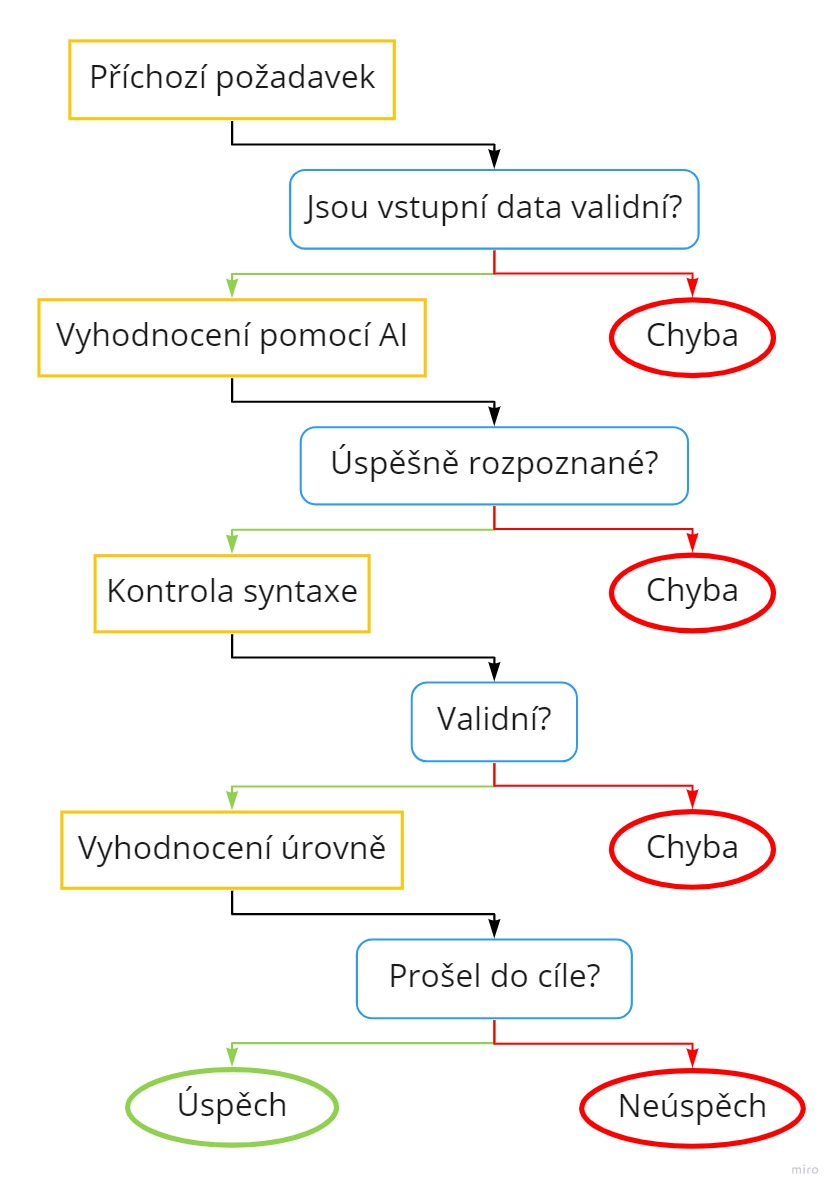 Příchozí požadavek
Jsou vstupní data validní?
Vyhodnocení pomocí AI
Chyba
Úspěšně rozpoznané?
Kontrola syntaxe
Chyba
Validní?
Vyhodnocení úrovně
Chyba
Prošel do cíle?
Úspěch
Neúspěch
miro